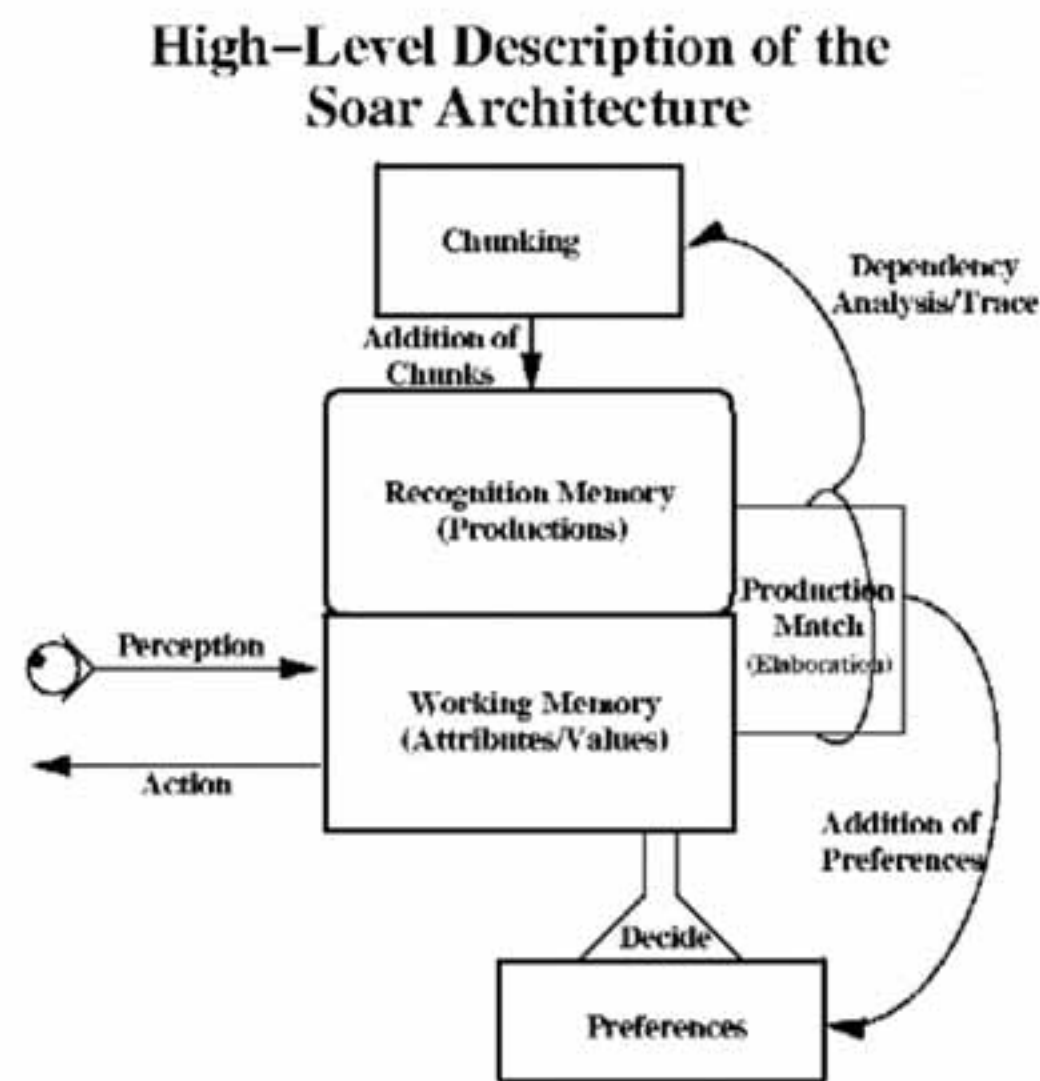 High-Level Description of the
Soar Architecture
Chunking
Dependency
Analysis/Trace
Addition of
Chunks
Recognition Memory
(Productions)
Production
Match
(Elaboration)
Perception
Working Memory
(Attributes/Values)
Action
Addition of
Preferences
Decide
Preferences